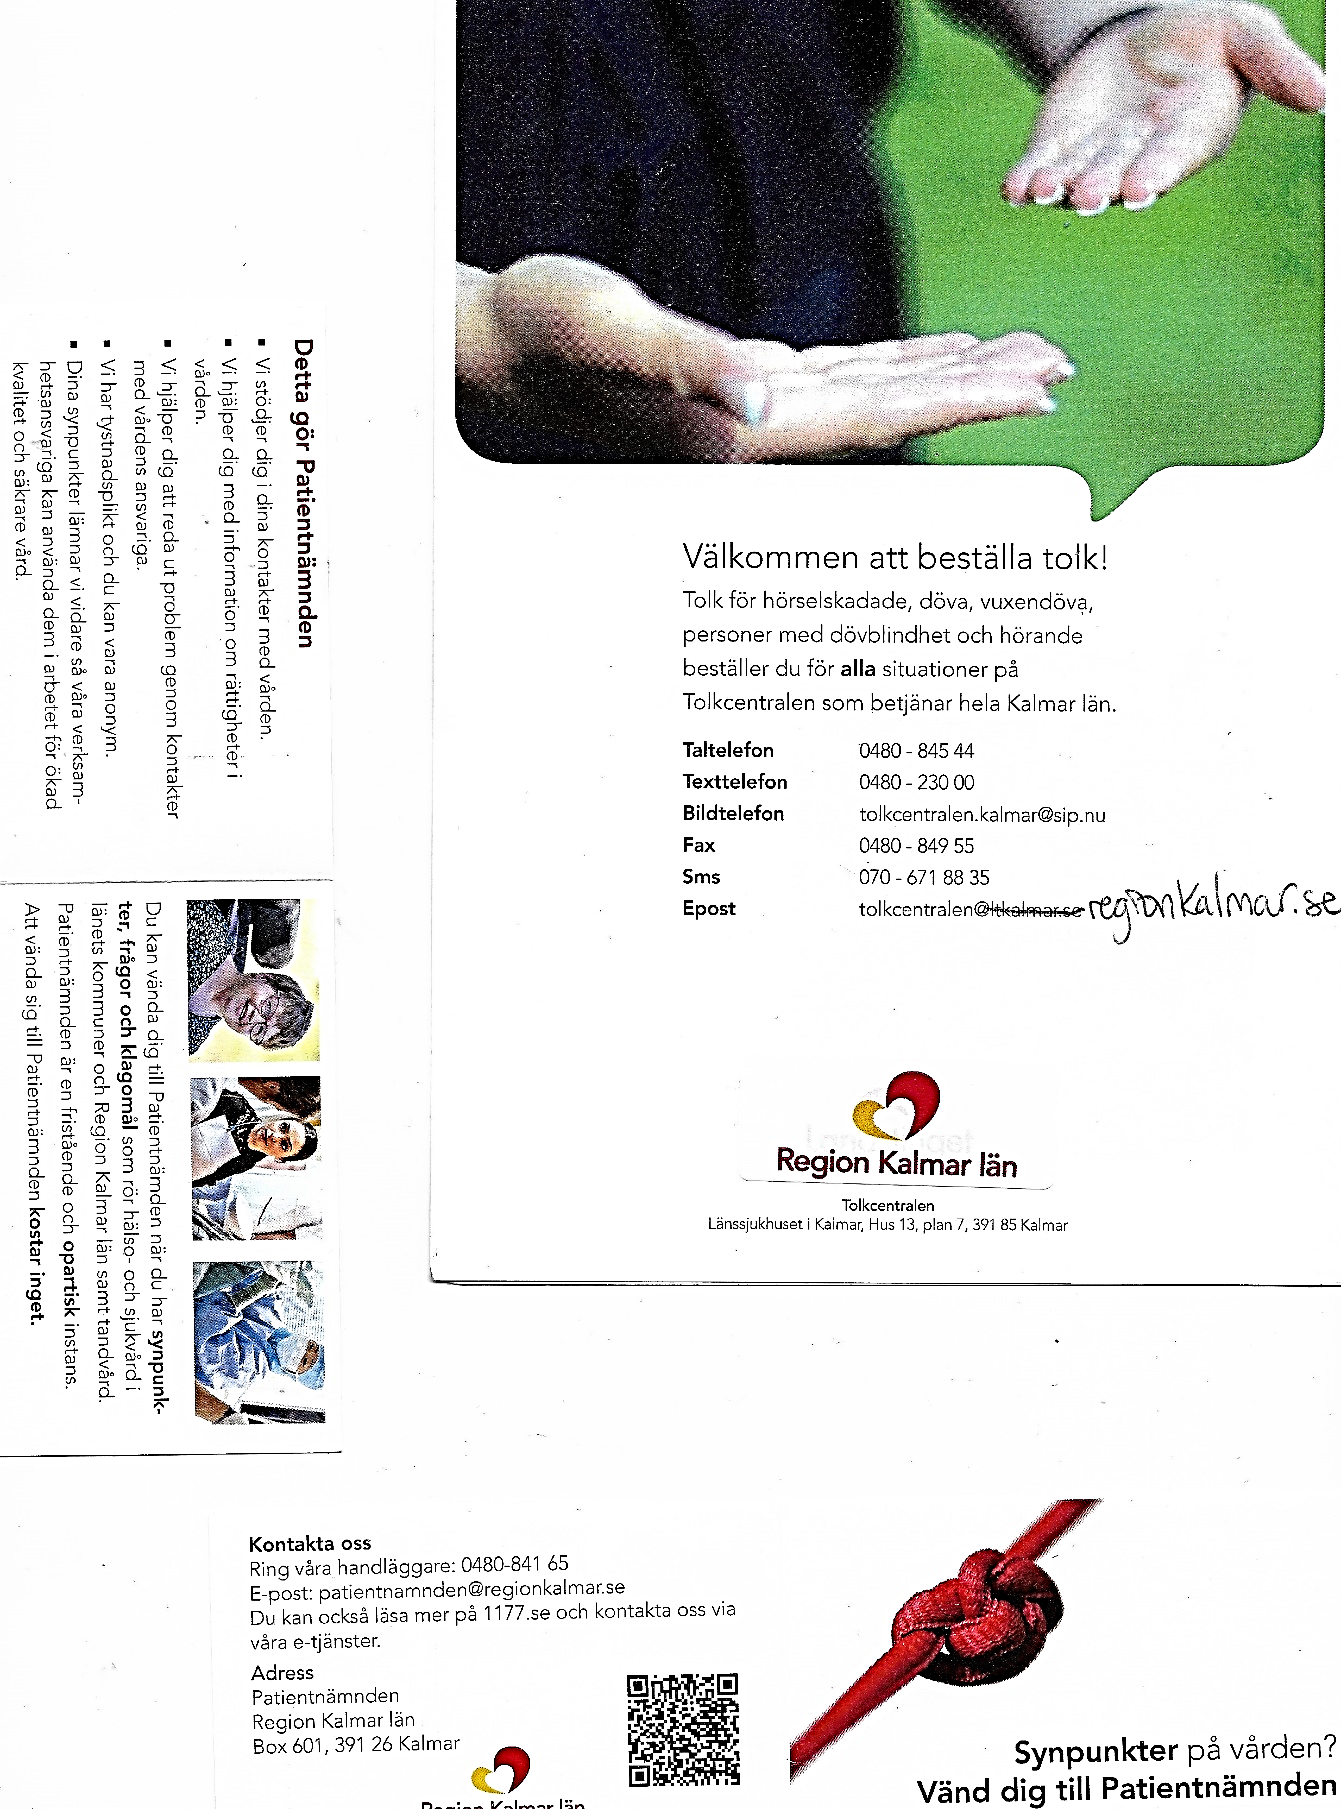 Välkommen att beställa tolk!
Tolk för hörselskadade, döva, vuxendöva,
personer med dövblindhet och hörande
beställer du för alla situationer på
Tolkcentralen som betjänar hela Kalmar län.
Taltelefon 0480 - 845 44
Texttelefon 0480 - 230 00
Bildtelefon tolkcentralen.kalmar@sip.nu
Fax 0480 - 849 55
Sms 070 - 671 88 35
Epost tolkcentralen@ltkalmar.se regionkalmar.se
Region Kalmar län
Tolkcentralen
Länssjukhuset i Kalmar, Hus 13, plan 7, 391 85 Kalmar
Detta gör Patientnämnden
▪ Vi stödjer dig i dina kontakter med vården.
▪ Vi hjälper dig med information om rättigheter i
vården.
▪ Vi hjälper dig att reda ut problem genom kontakter
med vårdens ansvariga.
▪ Vi har tystnadsplikt och du kan vara anonym.
▪ Dina synpunkter lämnar vi vidare så våra verksam-
hetsansvariga kan använda dem i arbetet för ökad
kvalitet och säkrare vård.
Du kan vända dig till Patientnämden när du har synpunk-
ter, frågor och klagomål som rör hälso- och sjukvård i
länets kommuner och Region Kalmar län samt tandvård.
Patientnämnden är en fristående och opartisk instans.
Att vända sig till Patientnämnden kostar inget.
Kontakta oss
Ring våra handläggare: 0480-841 65
E-post: patientnamnden@regionkalmar.se
Du kan också läsa mer på 1177.se och kontakta oss via
våra e-tjänster.
Adress
Patientnämnden
Region Kalmar län
Box 601, 391 26 Kalmar
Region Kalmar län
Synpunkter på vården?
Vänd dig till Patientnämnden